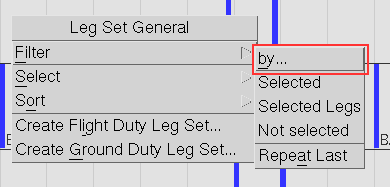 Leg Set General
Filter
Select
Sort
Create Flight Duty Leg Set...
Create Ground Duty Leg Set...
by...
Selected
Selected Legs
Not selected
Repeat Last